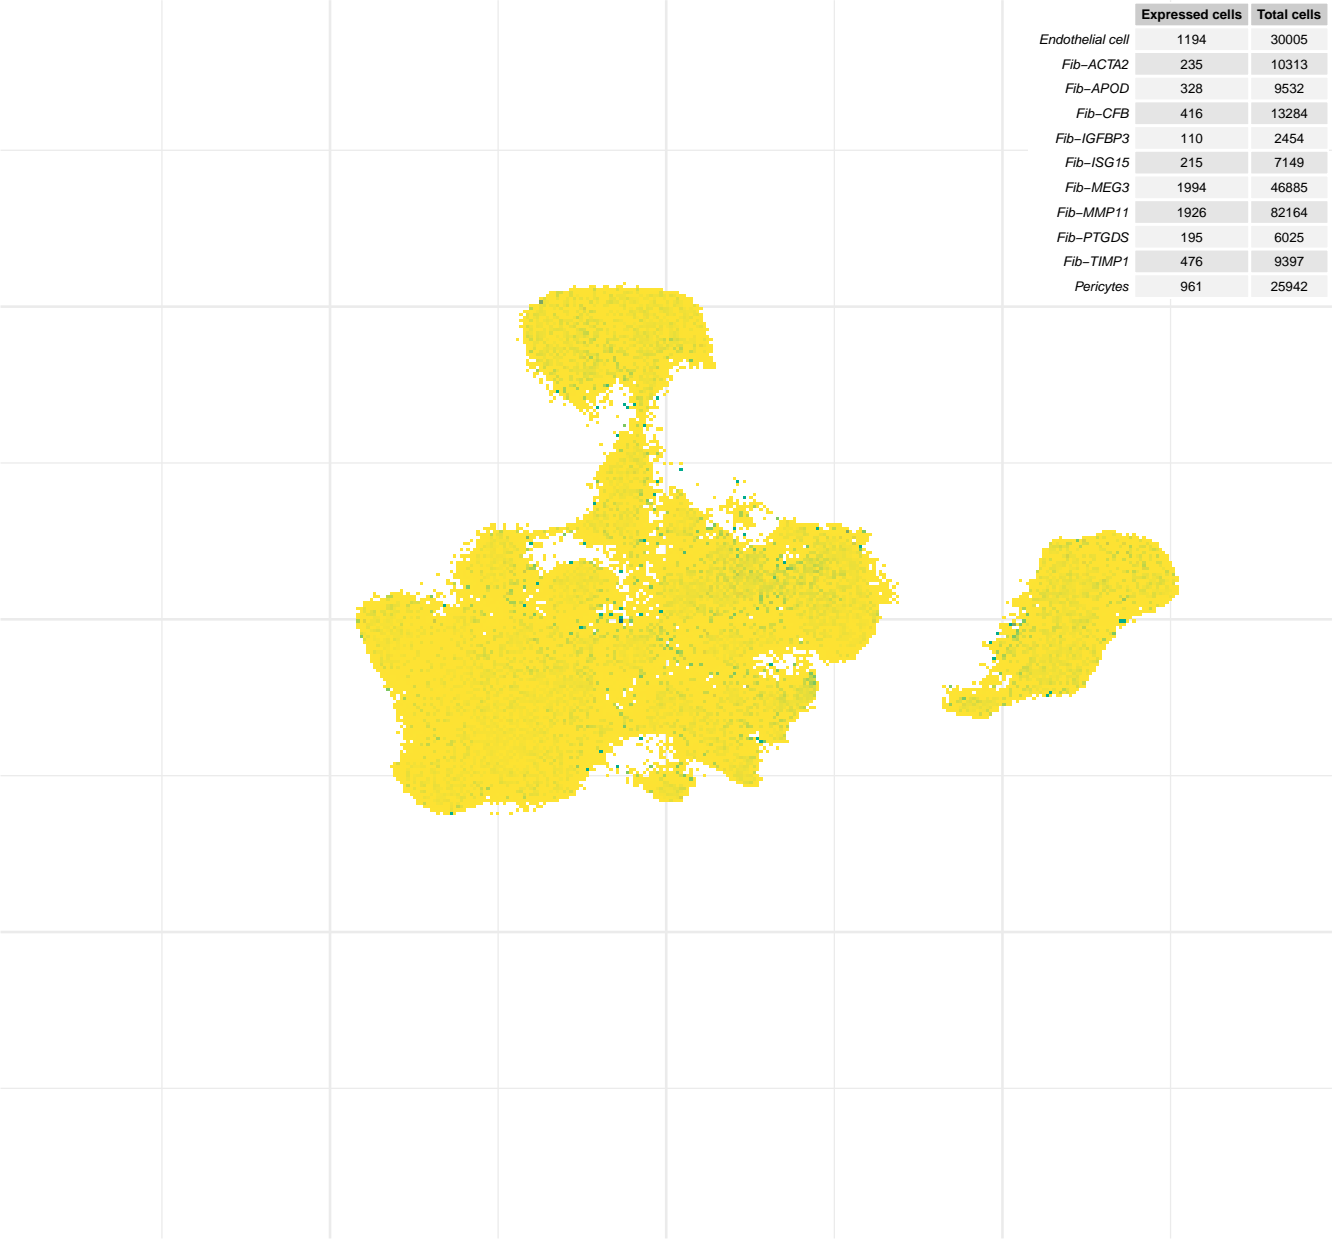 Expressed cells Total cells
Endothelial cell 1194 30005
Fib−ACTA2 235 10313
Fib−APOD 328 9532
Fib−CFB 416 13284
Fib−IGFBP3 110 2454
Fib−ISG15 215 7149
Fib−MEG3 1994 46885
Fib−MMP11 1926 82164
Fib−PTGDS 195 6025
Fib−TIMP1 476 9397
Pericytes 961 25942